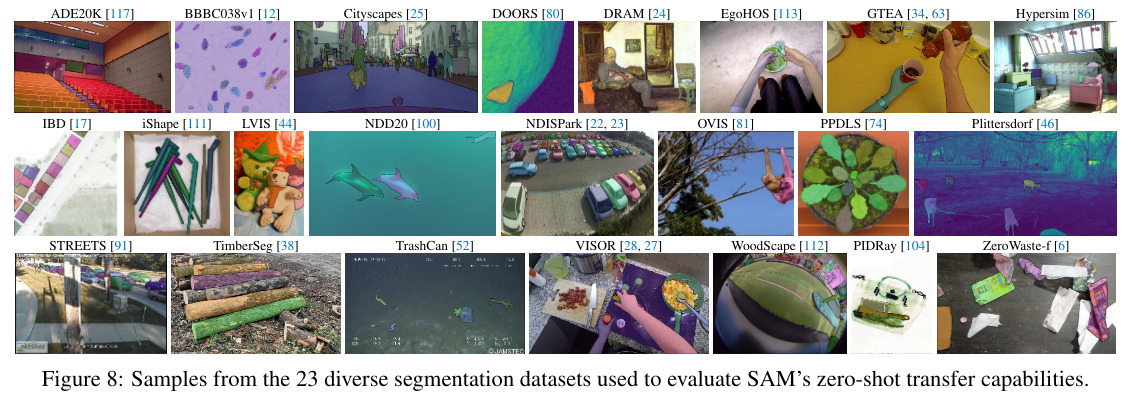 ADE20K [117] BBBC038v1 [12] Cityscapes [25] DOORS [80] DRAM [24] EgoHOS [113] GTEA [34, 63] Hypersim [86]
IBD [17] iShape [111] LVIS [44] NDD20 [100] NDISPark [22, 23] OVIS [81] PPDLS [74] Plittersdorf [46]
STREETS [91] TimberSeg [38] TrashCan [52] VISOR [28, 27] WoodScape [112] PIDRay [104] ZeroWaste-f [6]
©JAMSTEC
Figure 8: Samples from the 23 diverse segmentation datasets used to evaluate SAM's zero-shot transfer capabilities.